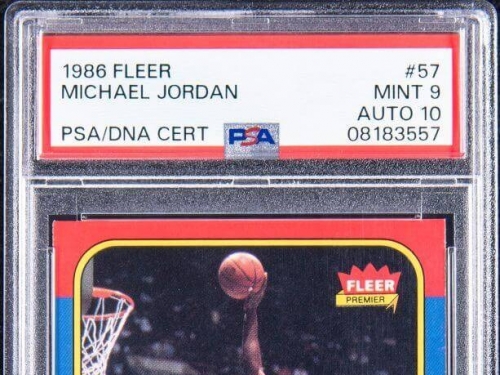 1986 FLEER #57
MICHAEL JORDAN MINT 9
AUTO 10
PSA/DNA CERT PSA 08183557
FLEER
PREMIER